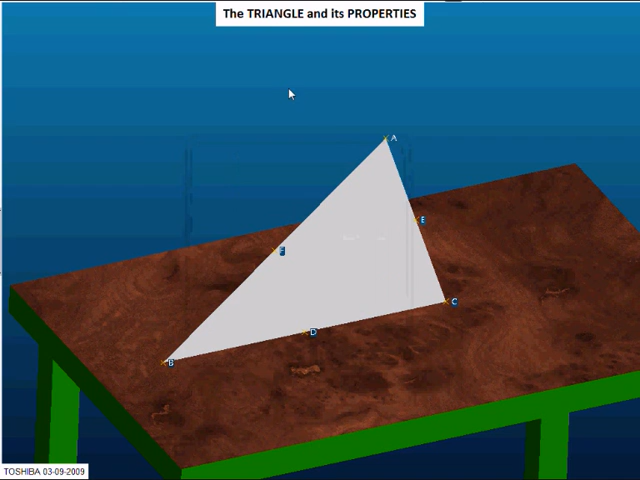 The TRIANGLE and its PROPERTIES
A
E
F
C
D
B
TOSHIBA 03-09-2009